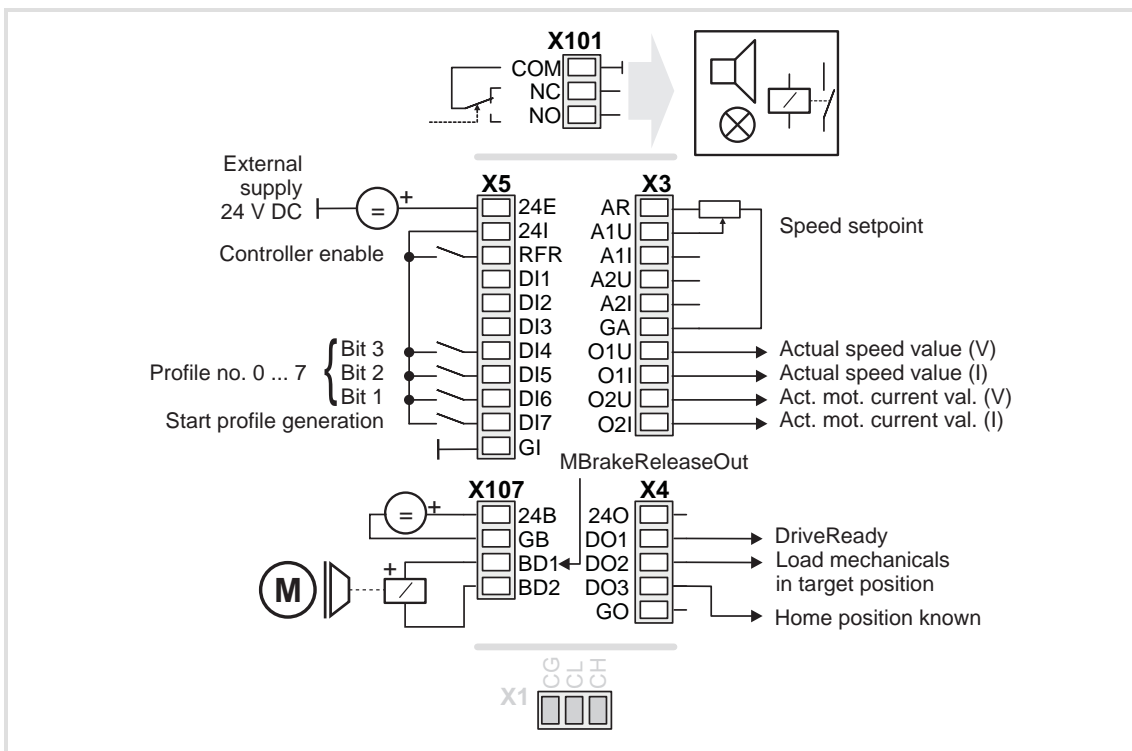 X101
COM
NC
NO
External
supply
24 V DC
=
+
Controller enable
Profile no. 0 ... 7
{
Bit 3
Bit 2
Bit 1
Start profile generation
X5
24E
24I
RFR
DI1
DI2
DI3
DI4
DI5
DI6
DI7
GI
X3
AR
A1U
A1I
A2U
A2I
GA
O1U
O1I
O2U
O2I
Speed setpoint
Actual speed value (V)
Actual speed value (I)
Act. mot. current val. (V)
Act. mot. current val. (I)
MBrakeReleaseOut
X107
=
+
24B
GB
BD1
BD2
M
+
X4
24O
DO1
DO2
DO3
GO
DriveReady
Load mechanicals
in target position
Home position known
X1
CG
CL
CH